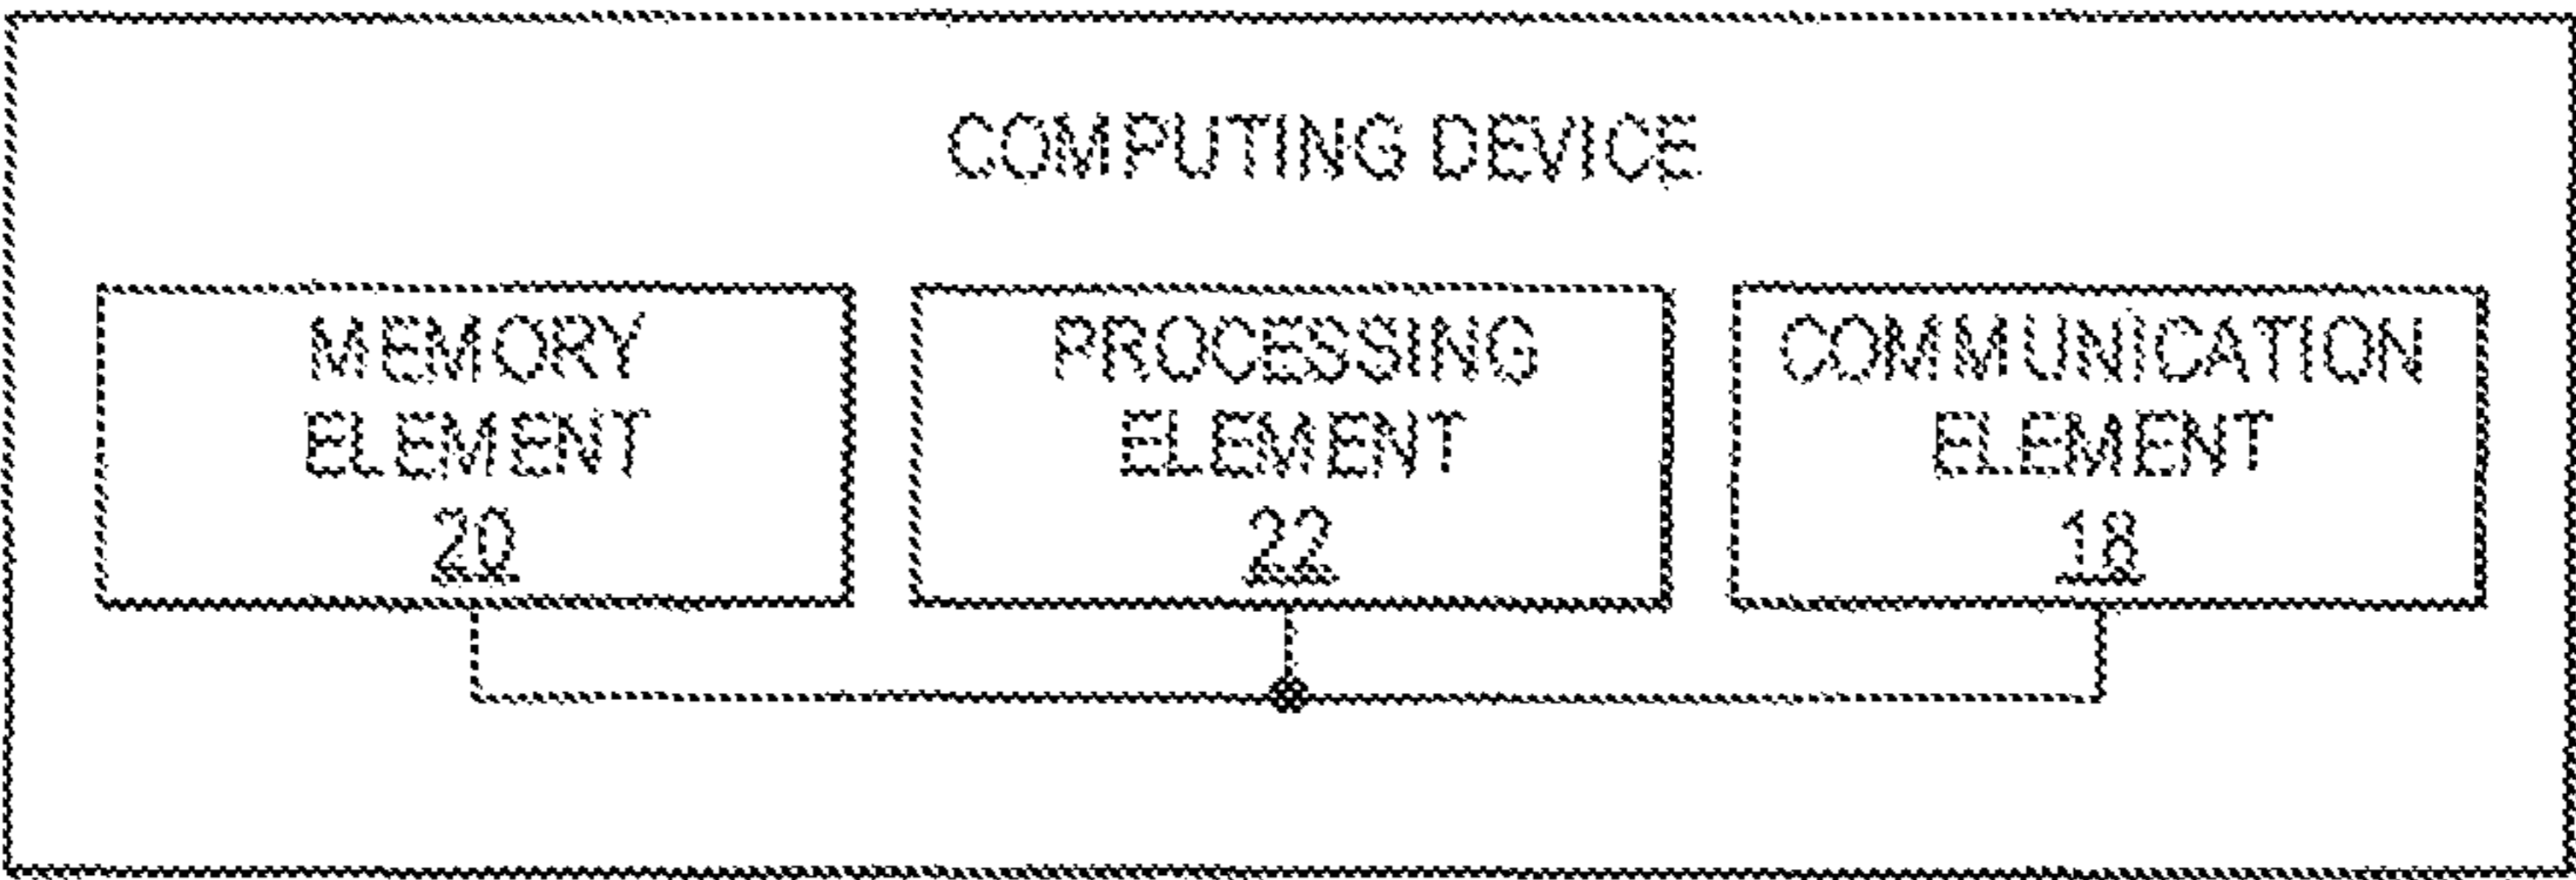 COMPUTING DEVICE
MEMORY
ELEMENT
20
PROCESSING
ELEMENT
22
COMMUNICATION
ELEMENT
18